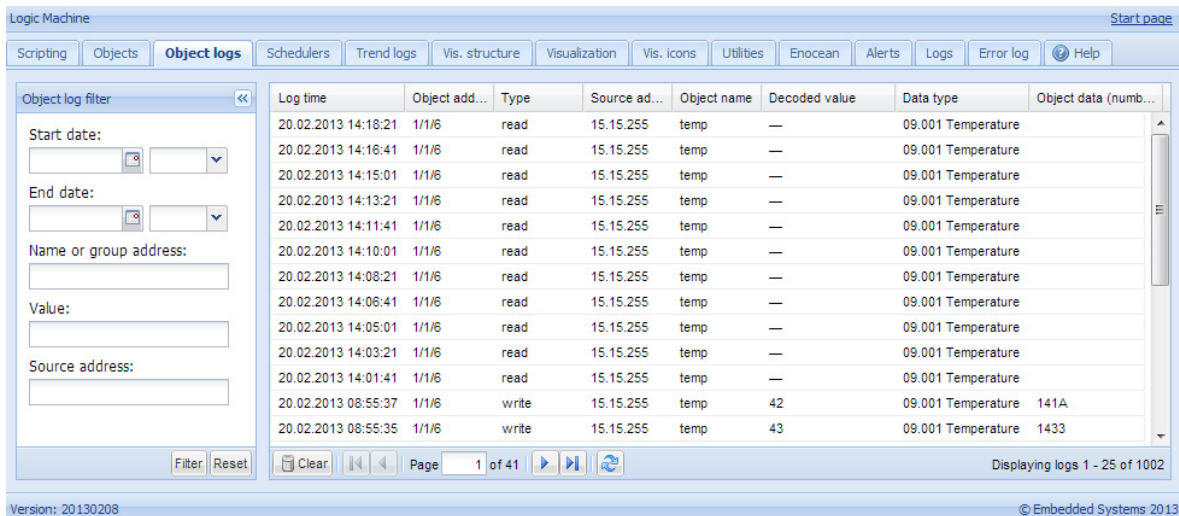 Logic Machine Start page
Scripting Objects Object logs Schedulers Trend logs Vis. structure Visualization Vis. icons Utilities Enocean Alerts Logs Error log Help
Object log filter
Start date:
End date:
Name or group address:
Value:
Source address:
Filter Reset
Log time Object add... Type Source ad... Object name Decoded value Data type Object data (numb...
20.02.2013 14:18:21 1/1/6 read 15.15.255 temp — 09.001 Temperature
20.02.2013 14:16:41 1/1/6 read 15.15.255 temp — 09.001 Temperature
20.02.2013 14:15:01 1/1/6 read 15.15.255 temp — 09.001 Temperature
20.02.2013 14:13:21 1/1/6 read 15.15.255 temp — 09.001 Temperature
20.02.2013 14:11:41 1/1/6 read 15.15.255 temp — 09.001 Temperature
20.02.2013 14:10:01 1/1/6 read 15.15.255 temp — 09.001 Temperature
20.02.2013 14:08:21 1/1/6 read 15.15.255 temp — 09.001 Temperature
20.02.2013 14:06:41 1/1/6 read 15.15.255 temp — 09.001 Temperature
20.02.2013 14:05:01 1/1/6 read 15.15.255 temp — 09.001 Temperature
20.02.2013 14:03:21 1/1/6 read 15.15.255 temp — 09.001 Temperature
20.02.2013 14:01:41 1/1/6 read 15.15.255 temp — 09.001 Temperature
20.02.2013 08:55:37 1/1/6 write 15.15.255 temp 42 09.001 Temperature 141A
20.02.2013 08:55:35 1/1/6 write 15.15.255 temp 43 09.001 Temperature 1433
Clear Page 1 of 41 Displaying logs 1 - 25 of 1002
Version: 20130208 © Embedded Systems 2013